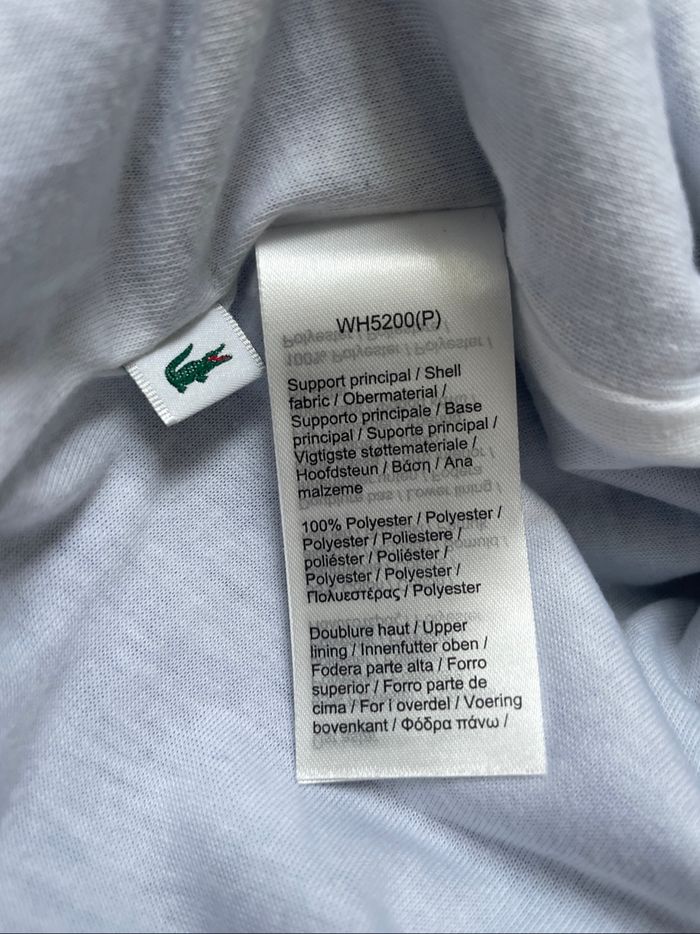 WH5200(P)
Support principal / Shell
fabric / Obermaterial /
Supporto principale / Base
principal / Suporte principal /
Vigtigste støttemateriale /
Hoofdsteun / Βάση / Ana
malzeme
100% Polyester / Polyester /
Polyester / Poliestere /
poliéster / Poliéster /
Polyester / Polyester /
Πολυεστέρας / Polyester
Doublure haut / Upper
lining / Innenfutter oben /
Fodera parte alta / Forro
superior / Forro parte de
cima / For i overdel / Voering
bovenkant / Φόδρα πάνω /